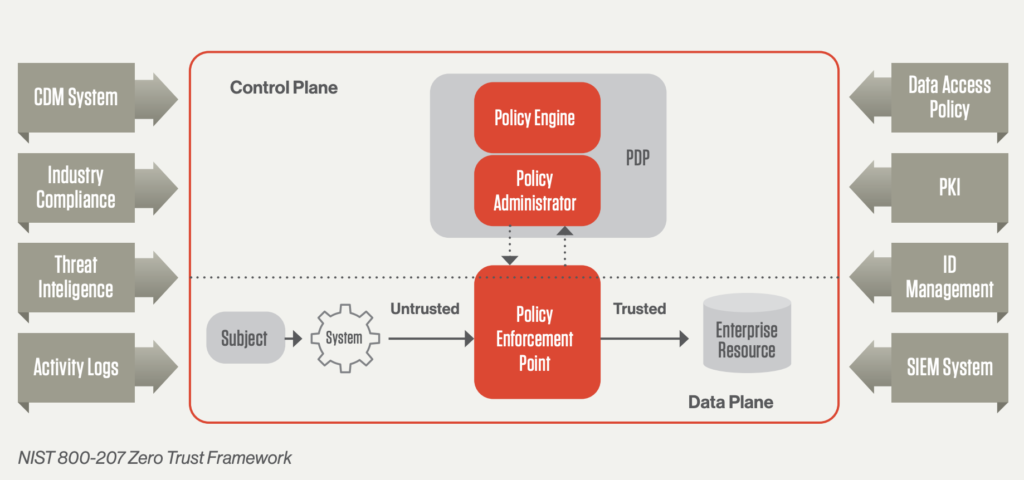 CDM System
Industry
Compliance
Threat
Inteligence
Activity Logs
Control Plane
Policy Engine
PDP
Policy
Administrator
Subject
System
Untrusted
Policy
Enforcement
Point
Trusted
Enterprise
Resource
Data Plane
Data Access
Policy
PKI
ID
Management
SIEM System
NIST 800-207 Zero Trust Framework